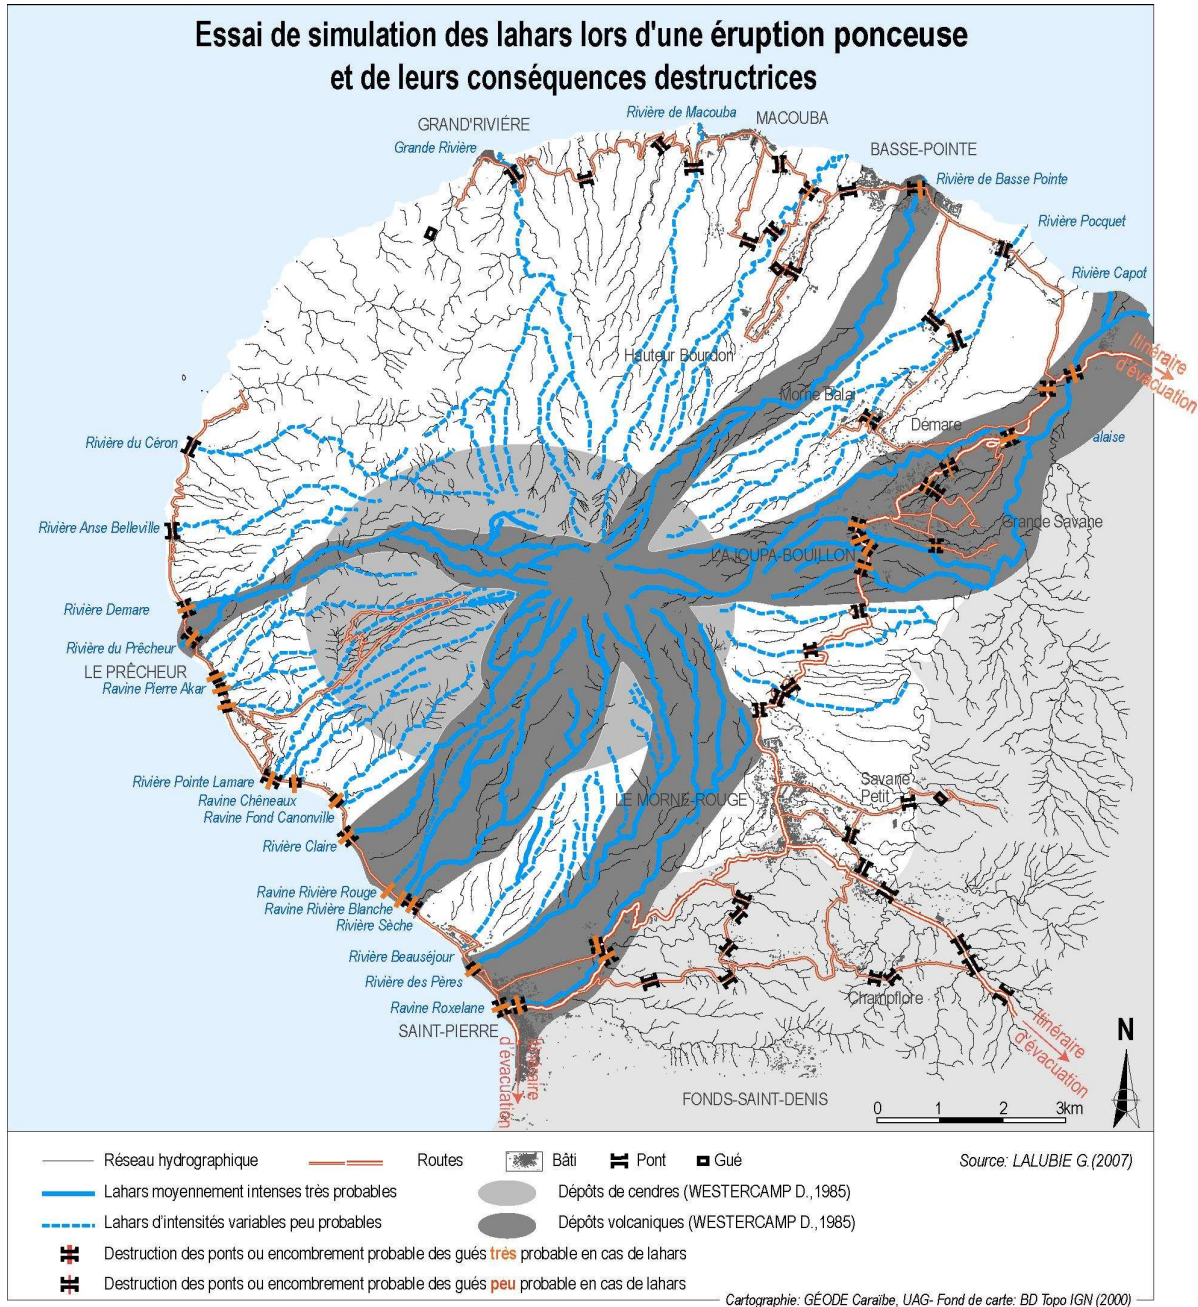 Essai de simulation des lahars lors d'une éruption ponceuse
et de leurs conséquences destructrices
Rivière de Macouba
MACOUBA
GRAND'RIVIÉRE
Grande Rivière
BASSE-POINTE
Rivière de Basse Pointe
Rivière Pocquet
Rivière Capot
Itinéraire
d'évacuation
Hauteur Bourdon
Morne Balai
Démare
alaise
Rivière du Céron
Rivière Anse Belleville
Grande Savane
L'AJOUPA-BOUILLON
Rivière Demare
Rivière du Prêcheur
LE PRÊCHEUR
Ravine Pierre Akar
Rivière Pointe Lamare
Ravine Chêneaux
Ravine Fond Canonville
Rivière Claire
Savane
Petit
LE MORNE-ROUGE
Ravine Rivière Rouge
Ravine Rivière Blanche
Rivière Sèche
Rivière Beauséjour
Rivière des Pères
Ravine Roxelane
SAINT-PIERRE
Champflore
Itinéraire
d'évacuation
Itinéraire
d'évacuation
FONDS-SAINT-DENIS
N
0 1 2 3km
Réseau hydrographique
Routes
Bâti
Pont
Gué
Source: LALUBIE G.(2007)
Lahars moyennement intenses très probables
Dépôts de cendres (WESTERCAMP D.,1985)
Lahars d'intensités variables peu probables
Dépôts volcaniques (WESTERCAMP D.,1985)
Destruction des ponts ou encombrement probable des gués très probable en cas de lahars
Destruction des ponts ou encombrement probable des gués peu probable en cas de lahars
Cartographie: GÉODE Caraïbe, UAG- Fond de carte: BD Topo IGN (2000)